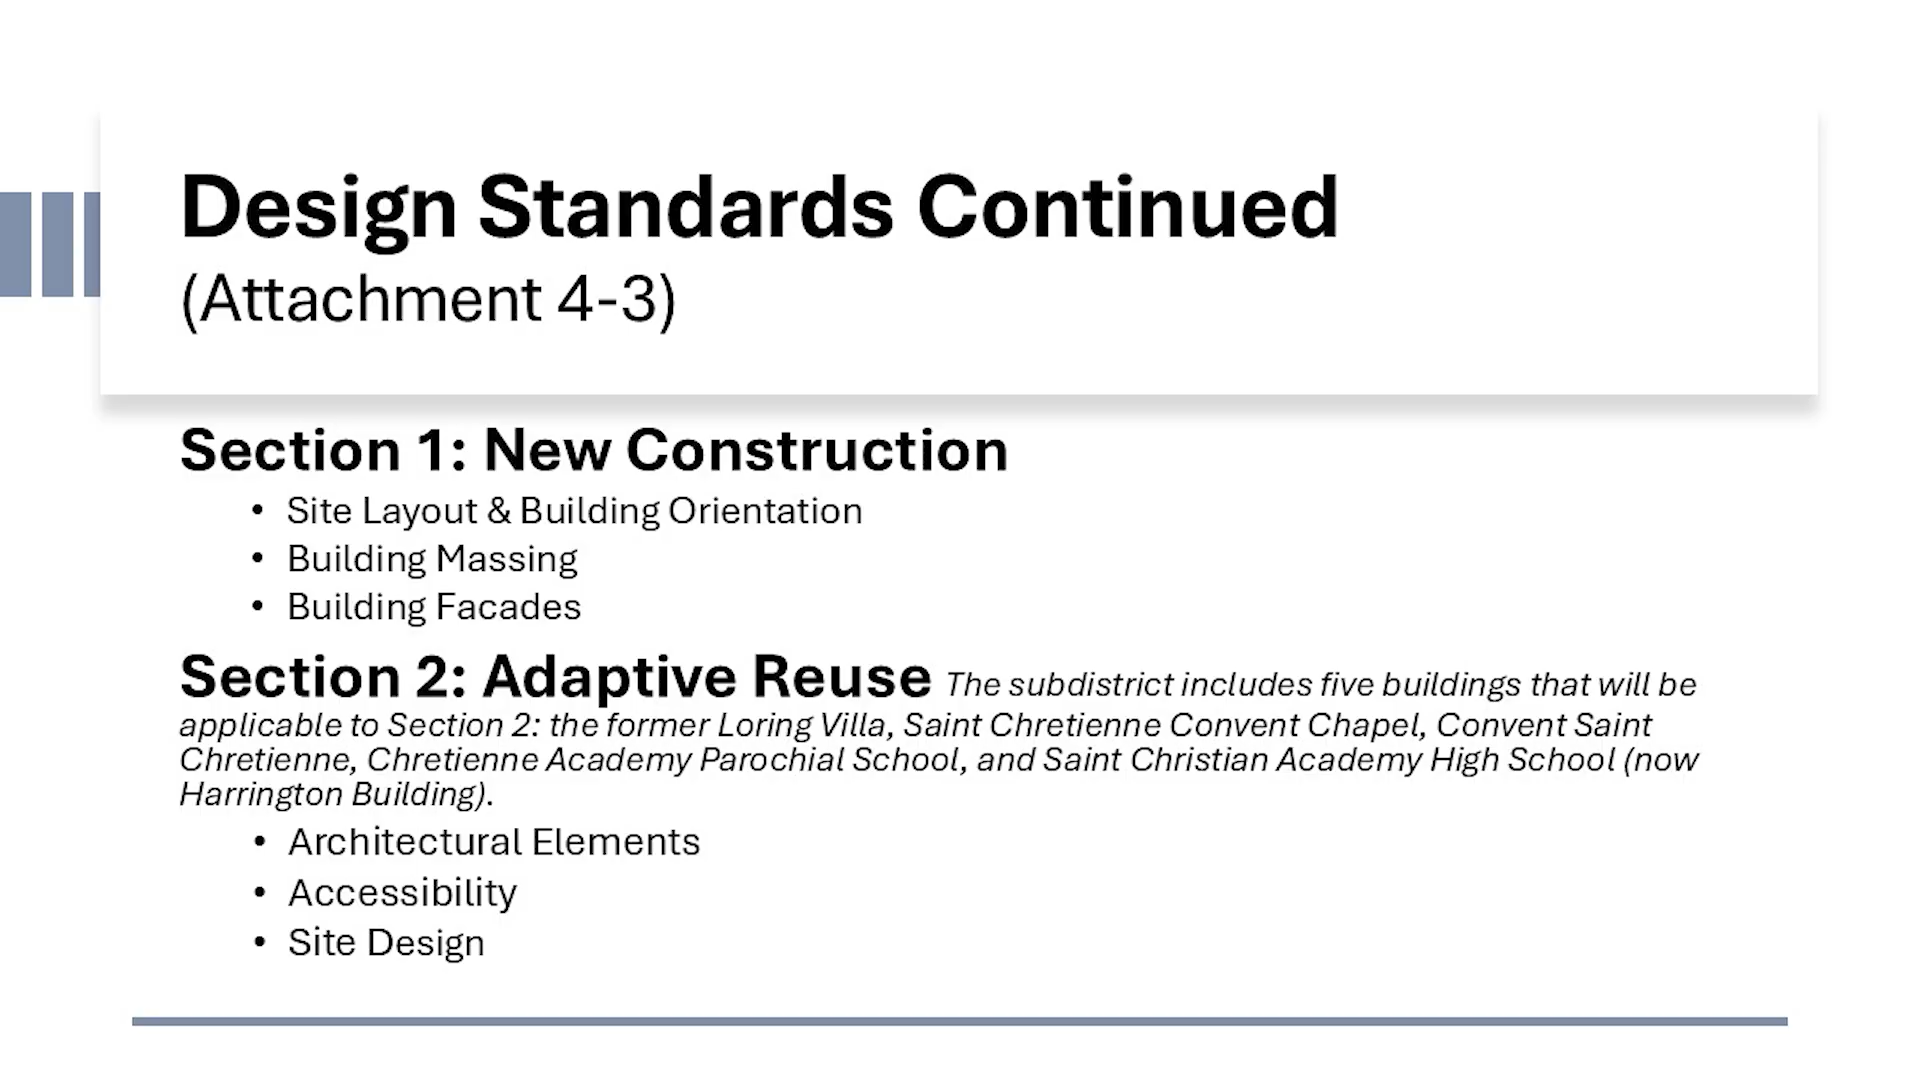 Design Standards Continued
(Attachment 4-3)
Section 1: New Construction
• Site Layout & Building Orientation
• Building Massing
• Building Facades
Section 2: Adaptive Reuse The subdistrict includes five buildings that will be
applicable to Section 2: the former Loring Villa, Saint Chretienne Convent Chapel, Convent Saint
Chretienne, Chretienne Academy Parochial School, and Saint Christian Academy High School (now
Harrington Building).
• Architectural Elements
• Accessibility
• Site Design